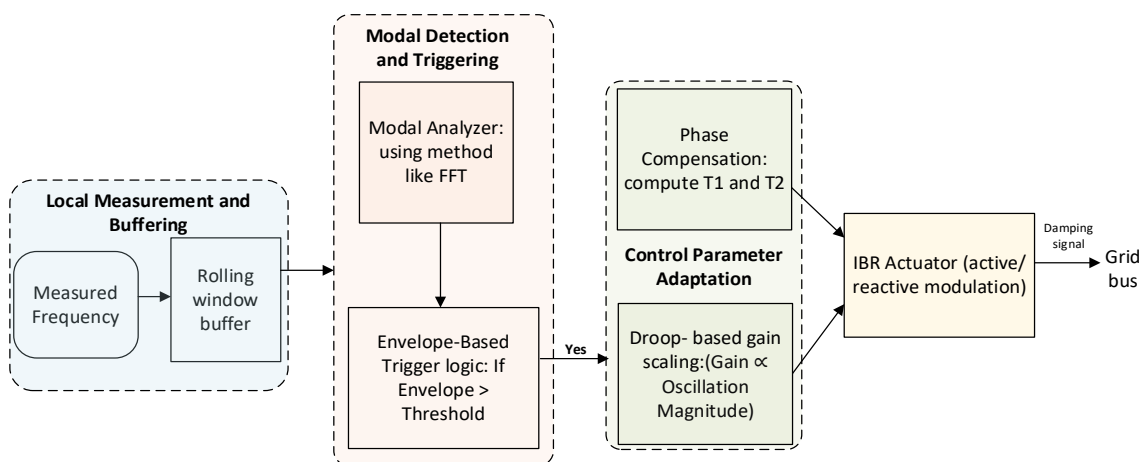 Local Measurement and
Buffering
Measured
Frequency
Rolling
window
buffer
Modal Detection
and Triggering
Modal Analyzer:
using method
like FFT
Envelope-Based
Trigger logic: If
Envelope >
Threshold
Yes
Phase
Compensation:
compute T1 and T2
Control Parameter
Adaptation
Droop- based gain
scaling:(Gain ∝
Oscillation
Magnitude)
IBR Actuator (active/
reactive modulation)
Damping
signal
Grid
bus